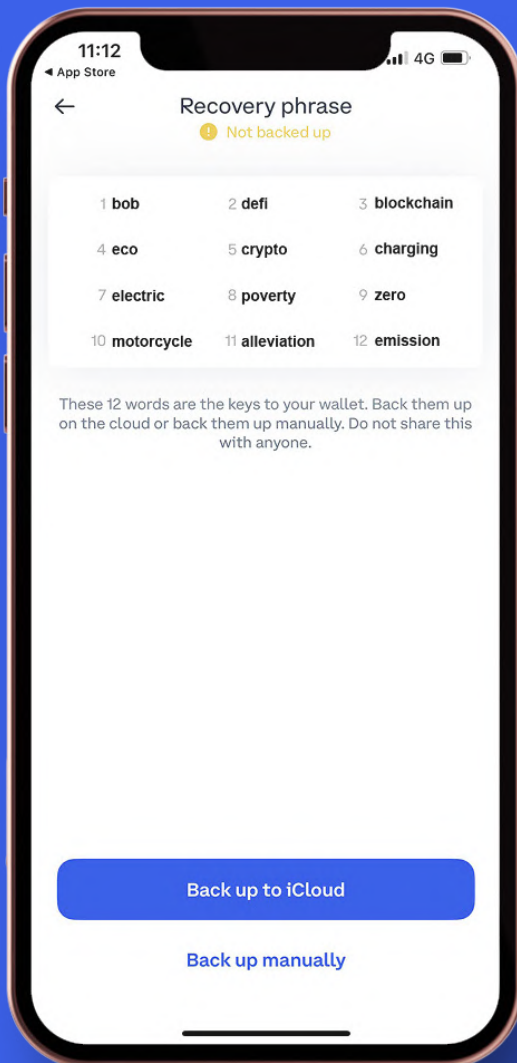 11:12
4G
◀ App Store
Recovery phrase
Not backed up
1 bob 2 defi 3 blockchain
4 eco 5 crypto 6 charging
7 electric 8 poverty 9 zero
10 motorcycle 11 alleviation 12 emission
These 12 words are the keys to your wallet. Back them up
on the cloud or back them up manually. Do not share this
with anyone.
Back up to iCloud
Back up manually